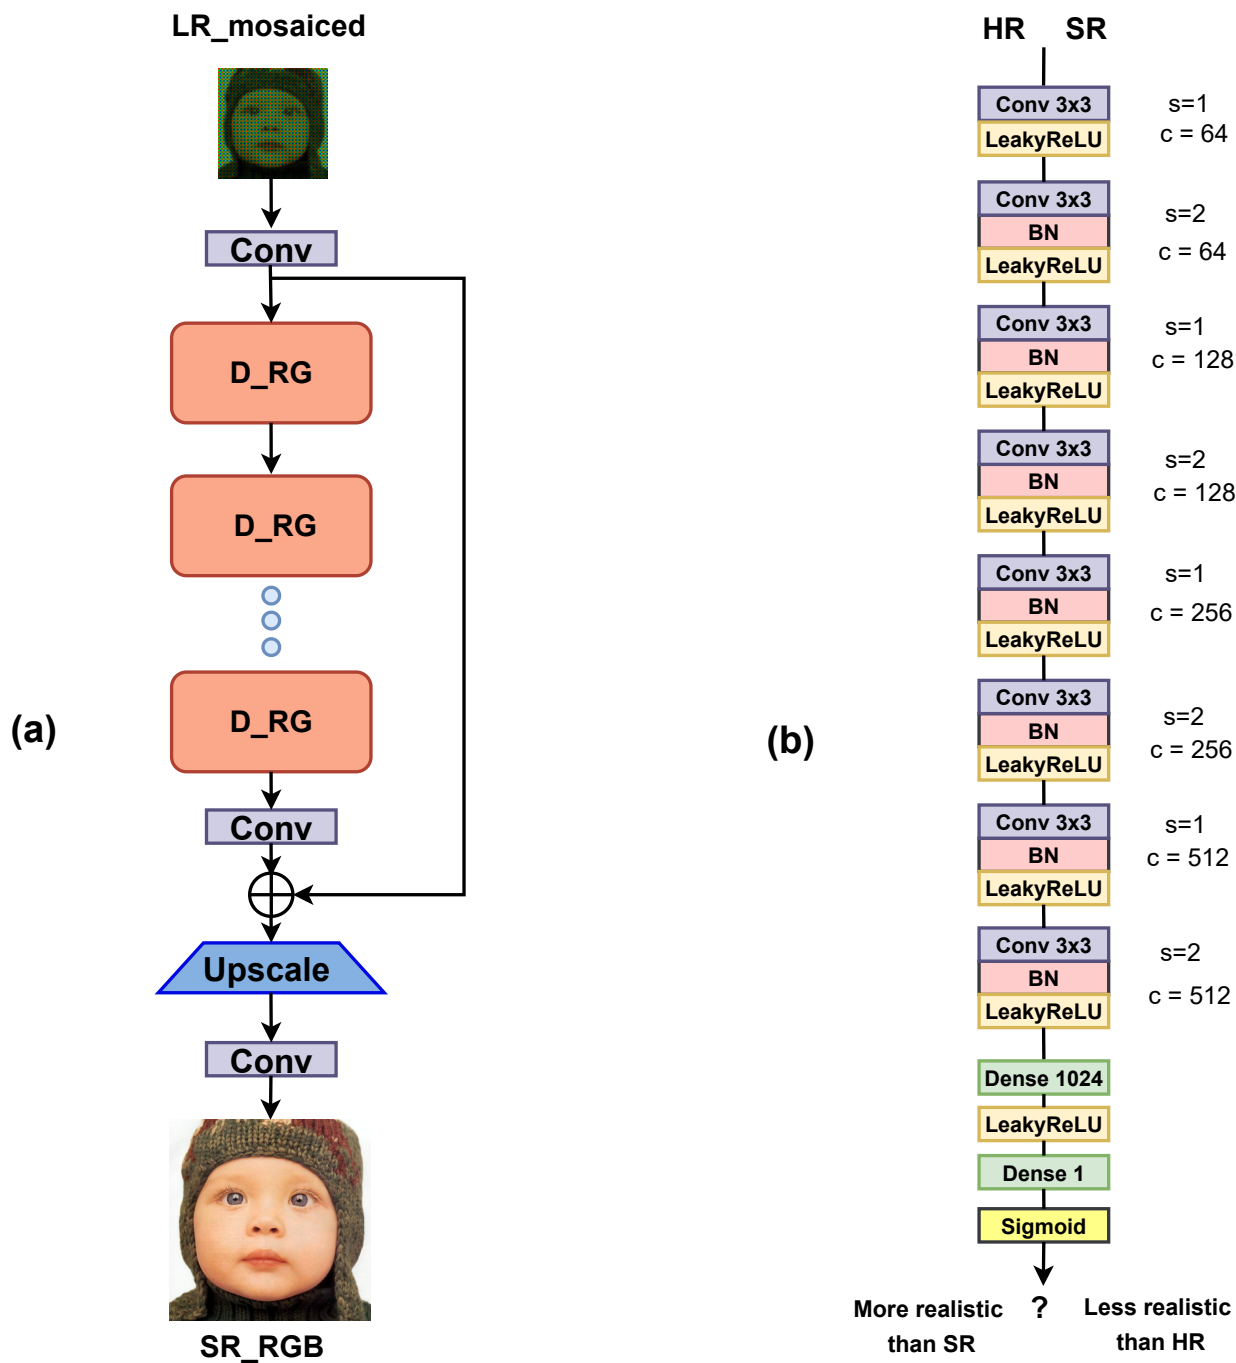 LR_mosaiced
Conv
D_RG
D_RG
D_RG
(a)
Conv
Upscale
Conv
SR_RGB
HR SR
Conv 3x3
LeakyReLU
s=1
c = 64
Conv 3x3
BN
LeakyReLU
s=2
c = 64
Conv 3x3
BN
LeakyReLU
s=1
c = 128
Conv 3x3
BN
LeakyReLU
s=2
c = 128
Conv 3x3
BN
LeakyReLU
s=1
c = 256
(b)
Conv 3x3
BN
LeakyReLU
s=2
c = 256
Conv 3x3
BN
LeakyReLU
s=1
c = 512
Conv 3x3
BN
LeakyReLU
s=2
c = 512
Dense 1024
LeakyReLU
Dense 1
Sigmoid
More realistic
than SR
?
Less realistic
than HR